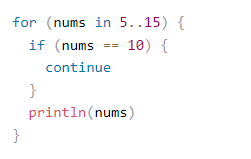 for (nums in 5..15) {
  if (nums == 10) {
    continue
  }
  println(nums)
}